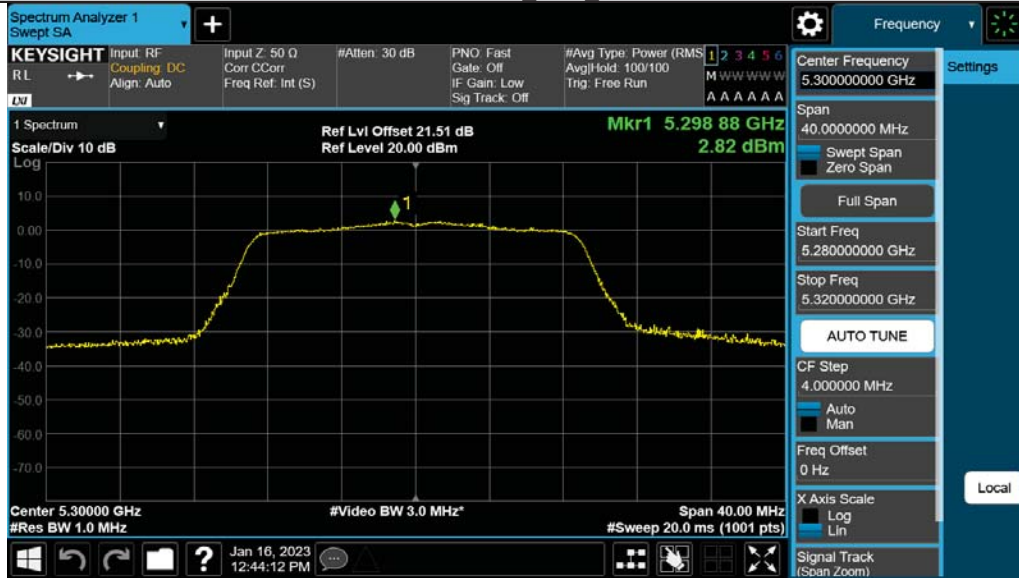 Spectrum Analyzer 1
Swept SA
+
Frequency
KEYSIGHT
RL
LXI
Input: RF
Coupling: DC
Align: Auto
Input Z: 50 Ω
Corr CCorr
Freq Ref: Int (S)
#Atten: 30 dB
PNO: Fast
Gate: Off
IF Gain: Low
Sig Track: Off
#Avg Type: Power (RMS
Avg|Hold: 100/100
Trig: Free Run
1 2 3 4 5 6
M W W W W W
A A A A A A
1 Spectrum
Scale/Div 10 dB
Log
Ref Lvl Offset 21.51 dB
Ref Level 20.00 dBm
Mkr1 5.298 88 GHz
2.82 dBm
10.0
0.00
-10.0
-20.0
-30.0
-40.0
-50.0
-60.0
-70.0
1
Center 5.30000 GHz
#Res BW 1.0 MHz
#Video BW 3.0 MHz*
Span 40.00 MHz
#Sweep 20.0 ms (1001 pts)
?
Jan 16, 2023
12:44:12 PM
Center Frequency
5.300000000 GHz
Span
40.0000000 MHz
Swept Span
Zero Span
Full Span
Start Freq
5.280000000 GHz
Stop Freq
5.320000000 GHz
AUTO TUNE
CF Step
4.000000 MHz
Auto
Man
Freq Offset
0 Hz
X Axis Scale
Log
Lin
Signal Track
(Span Zoom)
Settings
Local